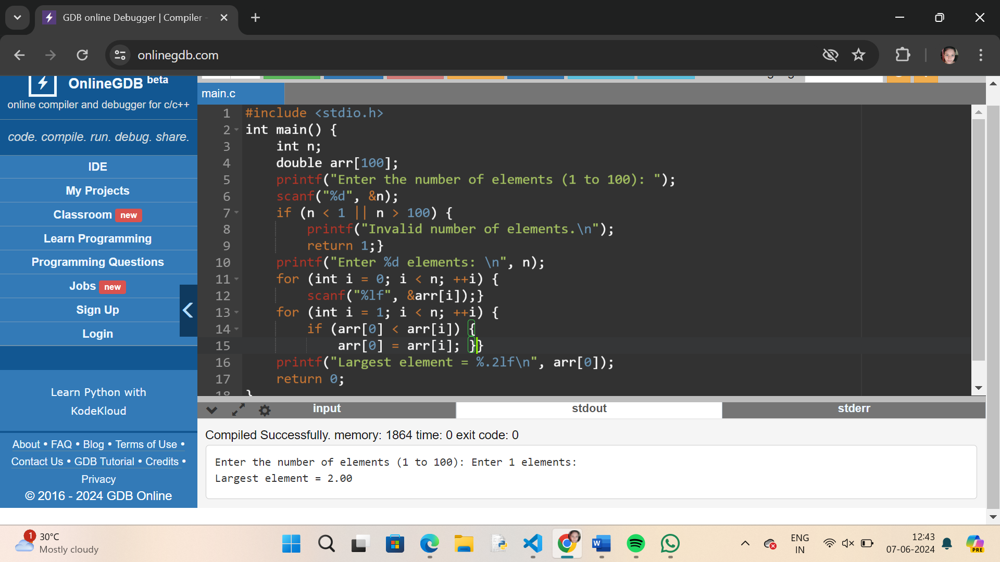 GDB online Debugger | Compiler -
onlinegdb.com
OnlineGDB beta
online compiler and debugger for c/c++
code. compile. run. debug. share.
IDE
My Projects
Classroom new
Learn Programming
Programming Questions
Jobs new
Sign Up
Login
Learn Python with
KodeKloud
About • FAQ • Blog • Terms of Use •
Contact Us • GDB Tutorial • Credits •
Privacy
© 2016 - 2024 GDB Online
main.c
1 #include <stdio.h>
2 int main() {
3     int n;
4     double arr[100];
5     printf("Enter the number of elements (1 to 100): ");
6     scanf("%d", &n);
7     if (n < 1 || n > 100) {
8         printf("Invalid number of elements.\n");
9         return 1;}
10     printf("Enter %d elements: \n", n);
11     for (int i = 0; i < n; ++i) {
12         scanf("%lf", &arr[i]);}
13     for (int i = 1; i < n; ++i) {
14         if (arr[0] < arr[i]) {
15             arr[0] = arr[i]; }}
16     printf("Largest element = %.2lf\n", arr[0]);
17     return 0;
18 }
input
stdout
stderr
Compiled Successfully. memory: 1864 time: 0 exit code: 0
Enter the number of elements (1 to 100): Enter 1 elements:
Largest element = 2.00
1
30°C
Mostly cloudy
W
ENG
IN
12:43
07-06-2024
PRE